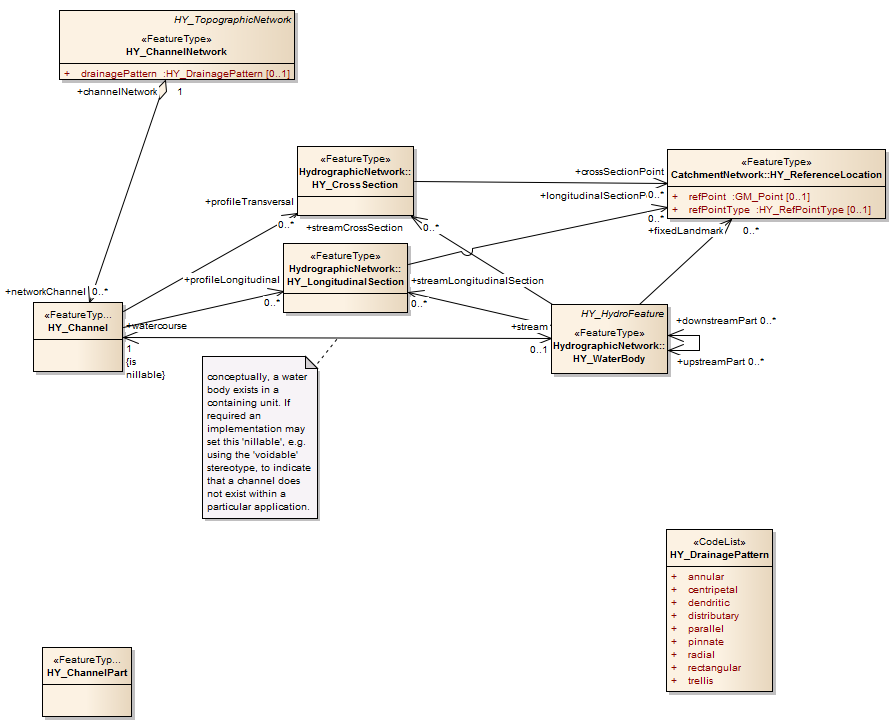 HY_TopographicNetwork
«FeatureType»
HY_ChannelNetwork
+ drainagePattern :HY_DrainagePattern [0..1]
+channelNetwork 1
«FeatureType»
HydrographicNetwork::
HY_CrossSection
«FeatureType»
CatchmentNetwork::HY_ReferenceLocation
+ refPoint :GM_Point [0..1]
+ refPointType :HY_RefPointType [0..1]
+crossSectionPoint
0..*
+longitudinalSectionP
0..*
+profileTransversal
0..*
+streamCrossSection
0..*
+fixedLandmark 0..*
«FeatureType»
HydrographicNetwork::
HY_LongitudinalSection
+profileLongitudinal
0..*
+streamLongitudinalSection
0..*
+networkChannel 0..*
«FeatureTyp...
HY_Channel
+watercourse
1
{is
nillable}
+stream
0..1
HY_HydroFeature
«FeatureType»
HydrographicNetwork::
HY_WaterBody
+downstreamPart 0..*
+upstreamPart 0..*
conceptually, a water
body exists in a
containing unit. If
required an
implementation may
set this 'nillable', e.g.
using the 'voidable'
stereotype, to indicate
that a channel does
not exist within a
particular application.
«CodeList»
HY_DrainagePattern
+ annular
+ centripetal
+ dendritic
+ distributary
+ parallel
+ pinnate
+ radial
+ rectangular
+ trellis
«FeatureTyp...
HY_ChannelPart